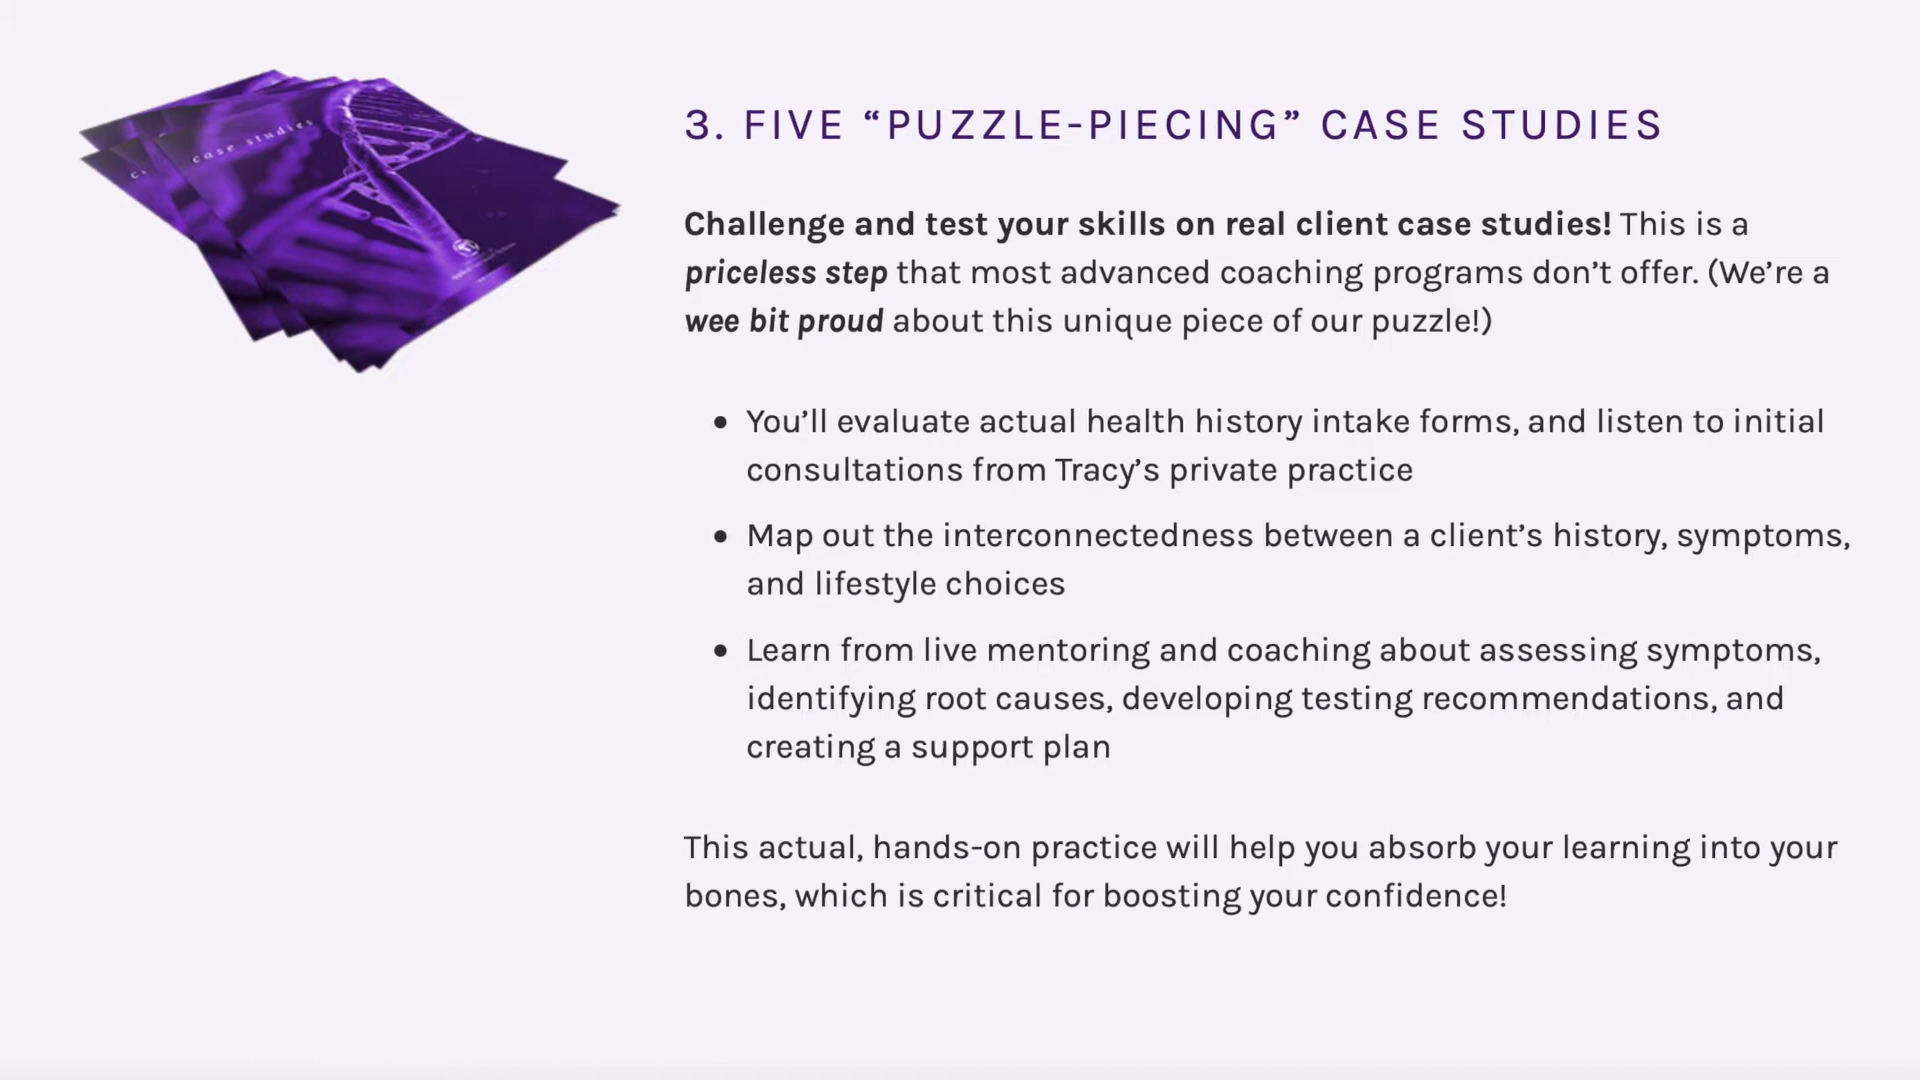 3. FIVE “PUZZLE-PIECING” CASE STUDIES
Challenge and test your skills on real client case studies! This is a
priceless step that most advanced coaching programs don’t offer. (We’re a
wee bit proud about this unique piece of our puzzle!)
• You’ll evaluate actual health history intake forms, and listen to initial
consultations from Tracy’s private practice
• Map out the interconnectedness between a client’s history, symptoms,
and lifestyle choices
• Learn from live mentoring and coaching about assessing symptoms,
identifying root causes, developing testing recommendations, and
creating a support plan
This actual, hands-on practice will help you absorb your learning into your
bones, which is critical for boosting your confidence!
case studies